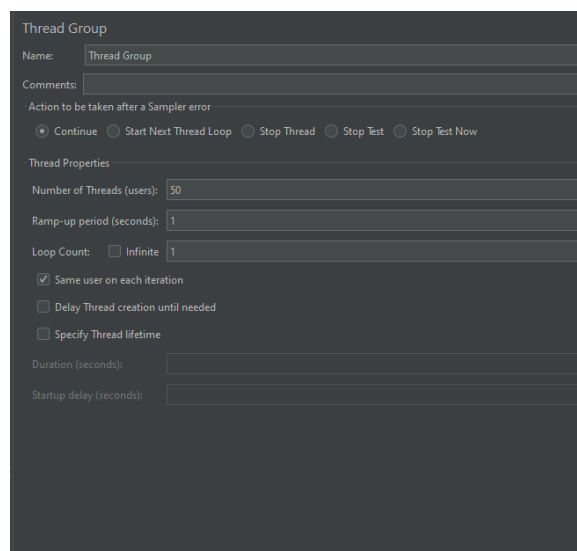 Thread Group
Name: Thread Group
Comments:
Action to be taken after a Sampler error
Continue Start Next Thread Loop Stop Thread Stop Test Stop Test Now
Thread Properties
Number of Threads (users): 50
Ramp-up period (seconds): 1
Loop Count: Infinite 1
Same user on each iteration
Delay Thread creation until needed
Specify Thread lifetime
Duration (seconds):
Startup delay (seconds):